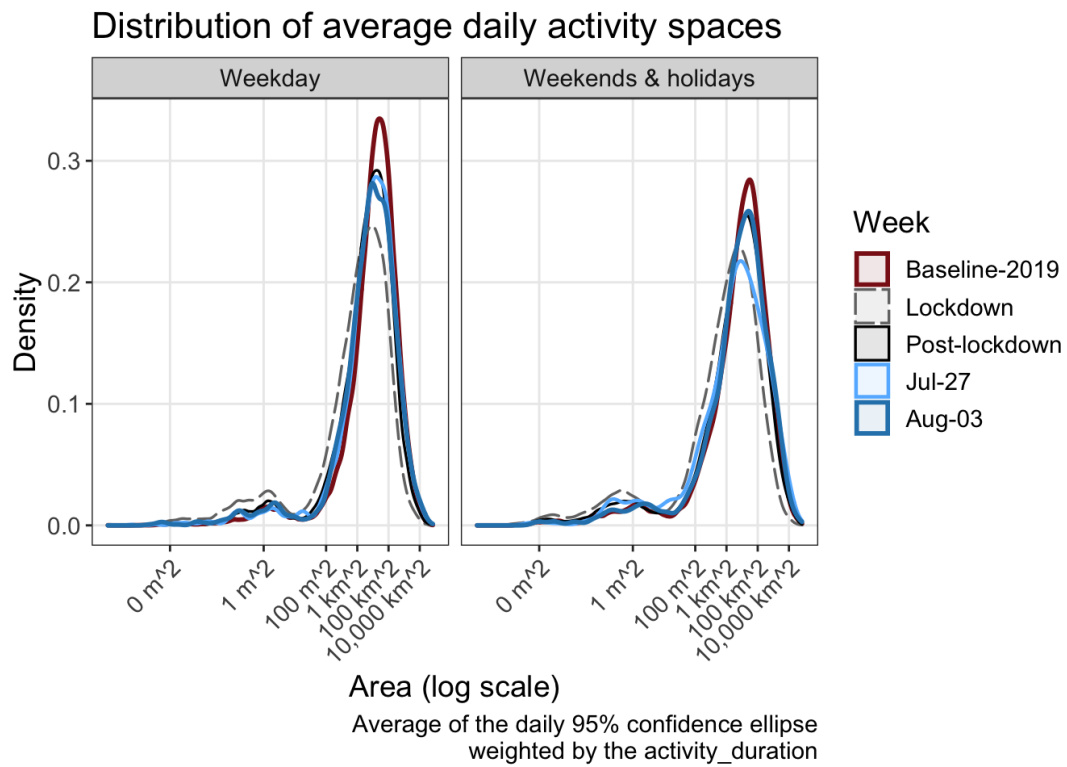 Distribution of average daily activity spaces
Weekday
Weekends & holidays
Density
0.3
0.2
0.1
0.0
0 m^2
1 m^2
100 m^2
1 km^2
100 km^2
10,000 km^2
0 m^2
1 m^2
100 m^2
1 km^2
100 km^2
10,000 km^2
Area (log scale)
Average of the daily 95% confidence ellipse
weighted by the activity_duration
Week
Baseline-2019
Lockdown
Post-lockdown
Jul-27
Aug-03